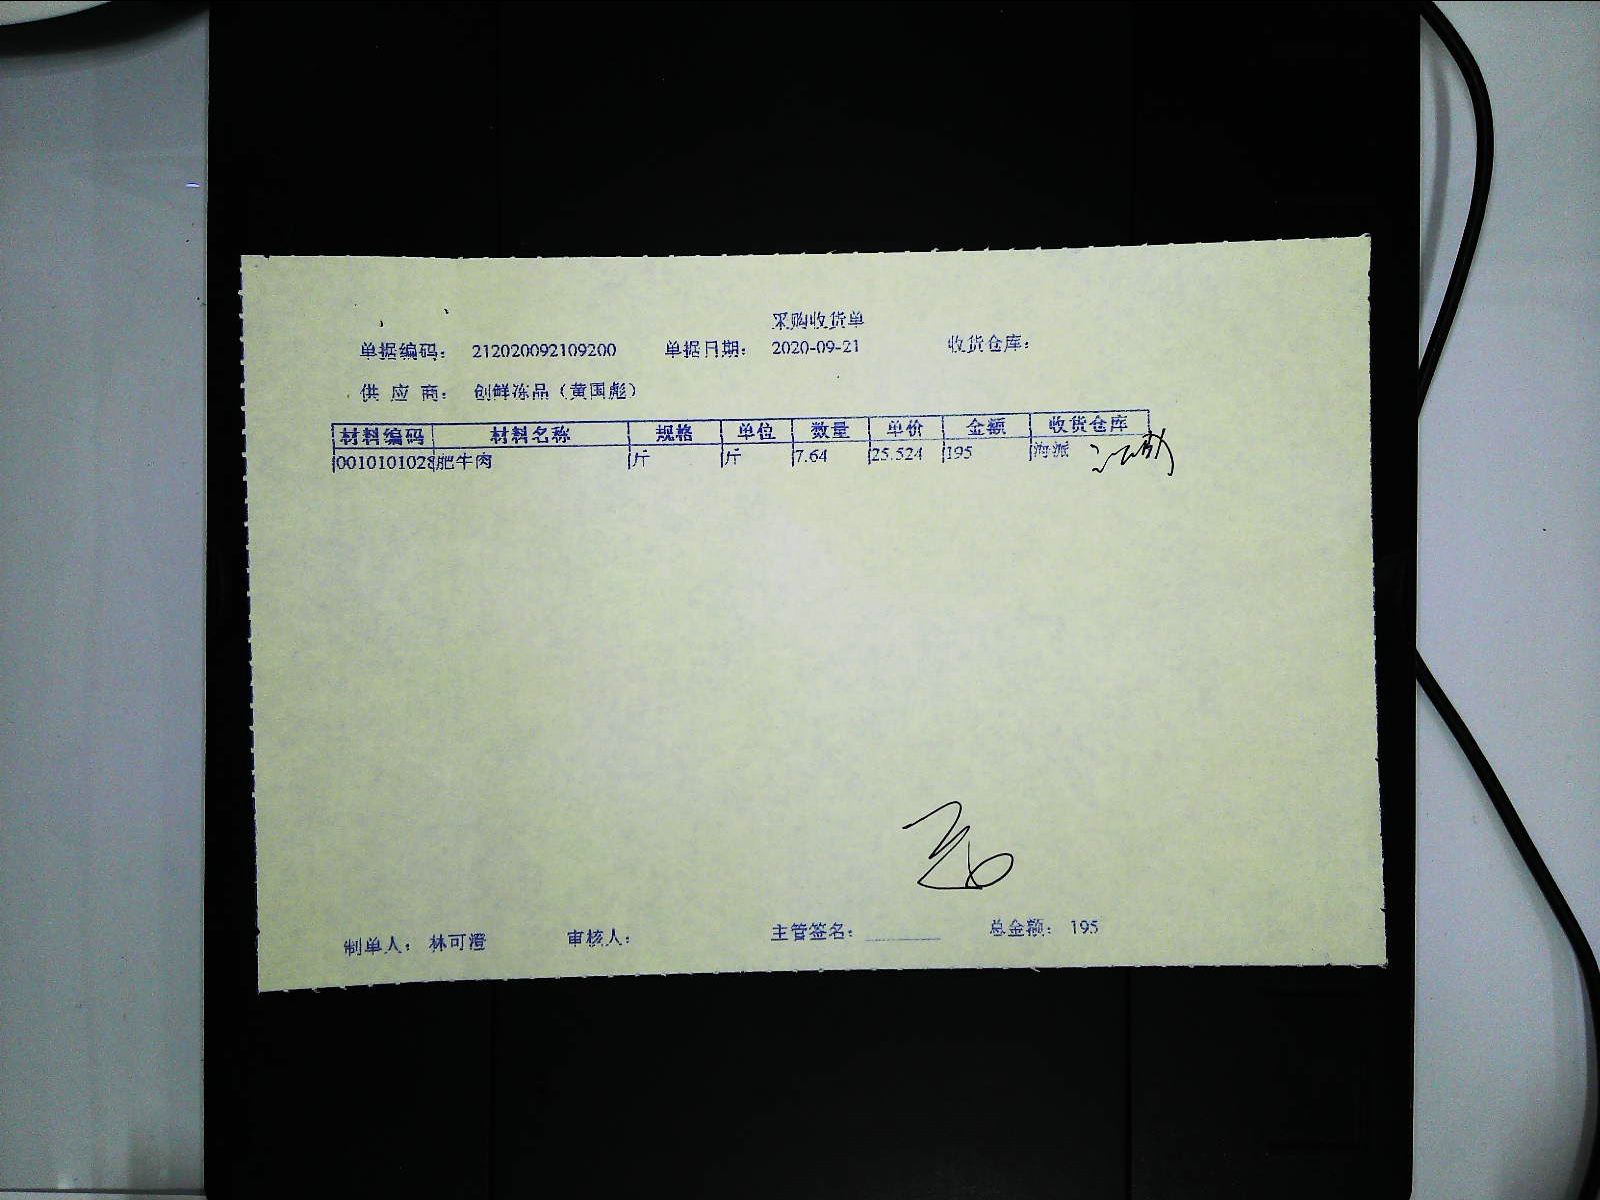 采购收货单
单据编码： 212020092109200 单据日期： 2020-09-21 收货仓库：
供 应 商： 创鲜冻品（黄国彪）
材料编码 材料名称 规格 单位 数量 单价 金额 收货仓库
0010101028 肥牛肉 斤 斤 7.64 25.524 195 海派
制单人： 林可澄 审核人： 主管签名： 总金额： 195